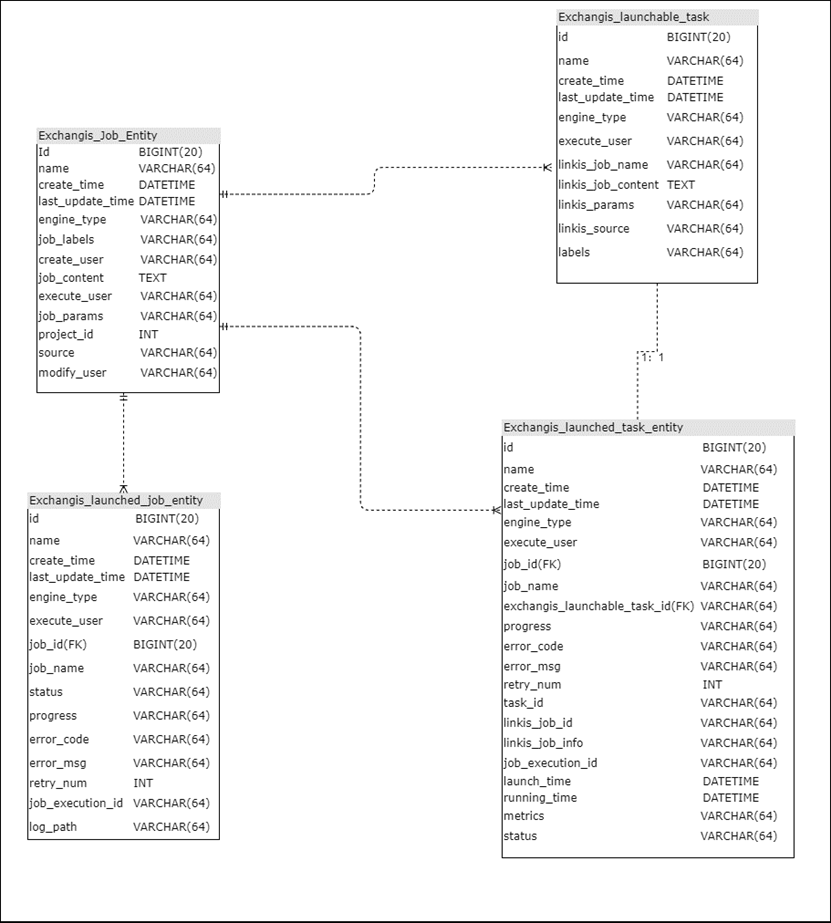 Exchangis_launchable_task
id BIGINT(20)
name VARCHAR(64)
create_time DATETIME
last_update_time DATETIME
engine_type VARCHAR(64)
execute_user VARCHAR(64)
linkis_job_name VARCHAR(64)
linkis_job_content TEXT
linkis_params VARCHAR(64)
linkis_source VARCHAR(64)
labels VARCHAR(64)
Exchangis_Job_Entity
Id BIGINT(20)
name VARCHAR(64)
create_time DATETIME
last_update_time DATETIME
engine_type VARCHAR(64)
job_labels VARCHAR(64)
create_user VARCHAR(64)
job_content TEXT
execute_user VARCHAR(64)
job_params VARCHAR(64)
project_id INT
source VARCHAR(64)
modify_user VARCHAR(64)
1: 1
Exchangis_launched_task_entity
id BIGINT(20)
name VARCHAR(64)
create_time DATETIME
last_update_time DATETIME
engine_type VARCHAR(64)
execute_user VARCHAR(64)
job_id(FK) BIGINT(20)
job_name VARCHAR(64)
exchangis_launchable_task_id(FK) VARCHAR(64)
progress VARCHAR(64)
error_code VARCHAR(64)
error_msg VARCHAR(64)
retry_num INT
task_id VARCHAR(64)
linkis_job_id VARCHAR(64)
linkis_job_info VARCHAR(64)
job_execution_id VARCHAR(64)
launch_time DATETIME
running_time DATETIME
metrics VARCHAR(64)
status VARCHAR(64)
Exchangis_launched_job_entity
id BIGINT(20)
name VARCHAR(64)
create_time DATETIME
last_update_time DATETIME
engine_type VARCHAR(64)
execute_user VARCHAR(64)
job_id(FK) BIGINT(20)
job_name VARCHAR(64)
status VARCHAR(64)
progress VARCHAR(64)
error_code VARCHAR(64)
error_msg VARCHAR(64)
retry_num INT
job_execution_id VARCHAR(64)
log_path VARCHAR(64)